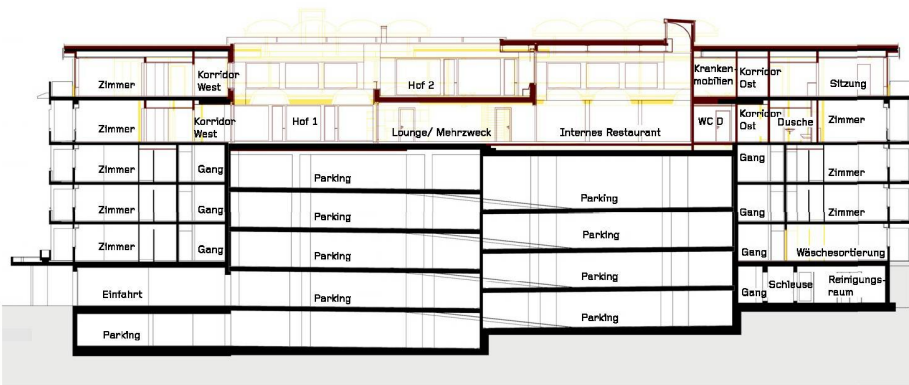 Zimmer
Korridor
West
Hof 2
Kranken-
mobilien
Korridor
Ost
Sitzung
Zimmer
Korridor
West
Hof 1
Lounge/ Mehrzweck
Internes Restaurant
WC D
Korridor
Ost
Dusche
Zimmer
Zimmer
Gang
Parking
Parking
Gang
Zimmer
Zimmer
Gang
Parking
Parking
Gang
Zimmer
Zimmer
Gang
Parking
Parking
Gang
Wäschesortierung
Einfahrt
Parking
Parking
Gang
Schleuse
Reinigungs-
raum
Parking